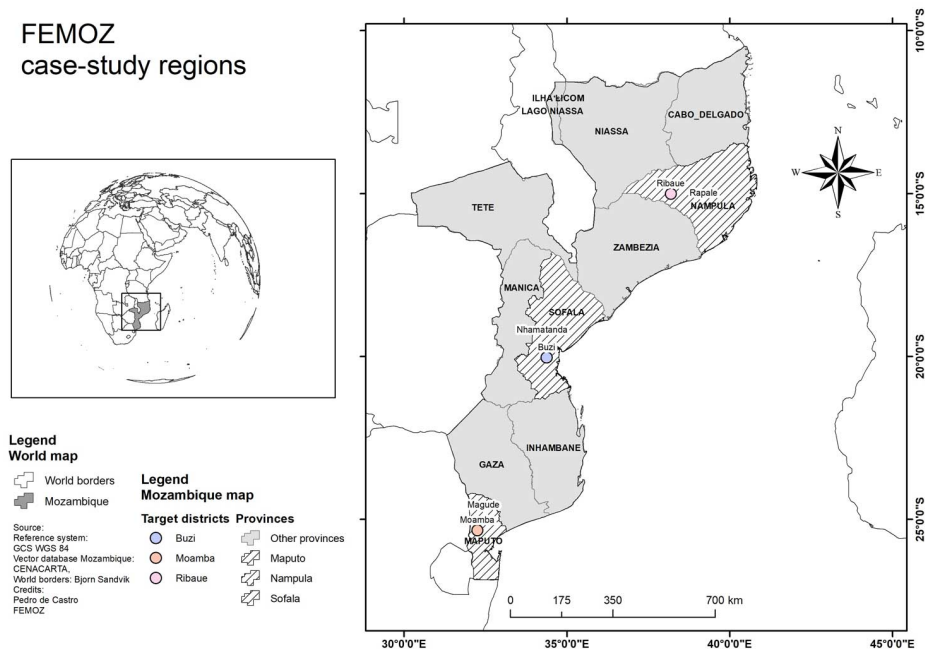 FEMOZ
case-study regions
Legend
World map
World borders
Mozambique
Source:
Reference system:
GCS WGS 84
Vector database Mozambique:
CENACARTA,
World borders: Bjorn Sandvik
Credits:
Pedro de Castro
FEMOZ
Legend
Mozambique map
Target districts
Buzi
Moamba
Ribaue
Provinces
Other provinces
Maputo
Nampula
Sofala
ILHA LICOM
LAGO NIASSA
NIASSA
CABO_DELGADO
Ribaue
Rapale
NAMPULA
TETE
ZAMBEZIA
MANICA
SOFALA
Nhamatanda
Buzi
INHAMBANE
GAZA
Magude
Moamba
MAPUTO
N
W
E
S
0 175 350 700 km
10°0'0"S
15°0'0"S
20°0'0"S
25°0'0"S
30°0'0"E 35°0'0"E 40°0'0"E 45°0'0"E